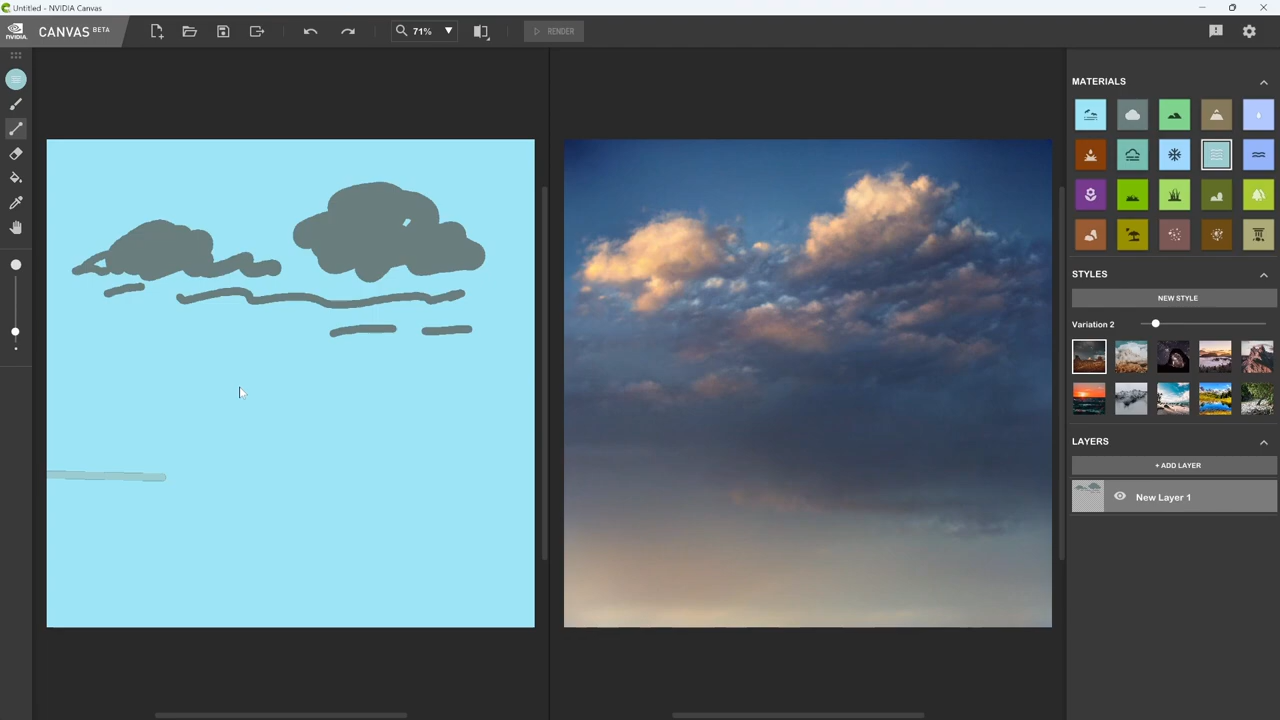 Untitled - NVIDIA Canvas
NVIDIA.
CANVAS BETA
71%
RENDER
MATERIALS
STYLES
NEW STYLE
Variation 2
LAYERS
+ ADD LAYER
New Layer 1